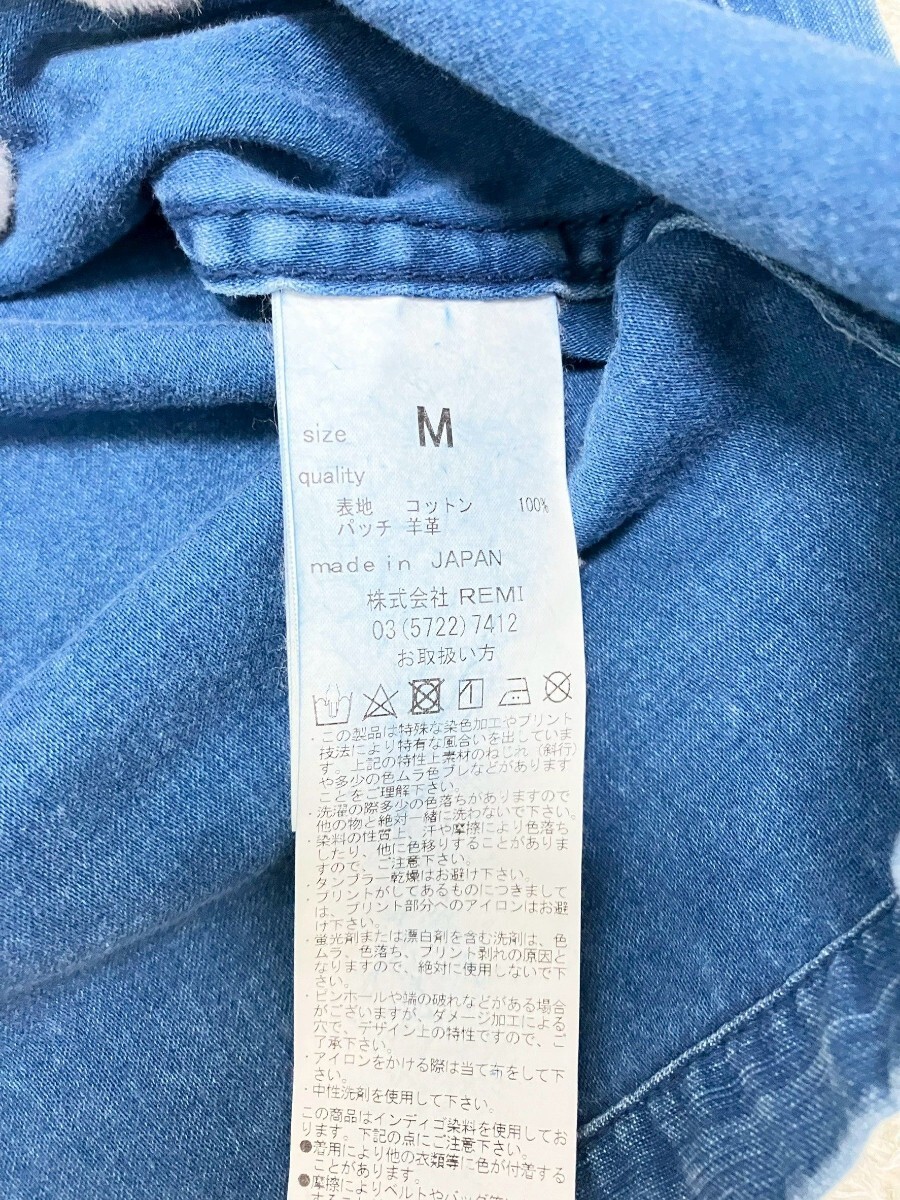 size M
quality
表地 コットン 100%
パッチ 羊革
made in JAPAN
株式会社 REMI
03(5722)7412
お取扱い方
・この製品は特殊な染色加工やプリント
技法により特有な風合いを出していま
す。上記の特性上素材のねじれ(斜行)
や多少の色ムラ色ブレなどがあります
ことをご理解下さい。
・洗濯の際多少の色落ちがありますので
他の物と絶対一緒に洗わないで下さい。
・染料の性質上、汗や摩擦により色落ち
したり、他に色移りすることがありま
すので、ご注意下さい。
・タンブラー乾燥はお避け下さい。
・プリントがしてあるものにつきまして
は、プリント部分へのアイロンはお避
け下さい。
・蛍光剤または漂白剤を含む洗剤は、色
ムラ、色落ち、プリント剥れの原因と
なりますので、絶対に使用しないで下
さい。
・ピンホールや端の破れなどがある場合
がございますが、ダメージ加工による
穴で、デザイン上の特性ですので、ご
了承下さい。
・アイロンをかける際は当て布をして下
さい。
・中性洗剤を使用して下さい。
この商品はインディゴ染料を使用してお
ります。下記の点にご注意下さい。
●着用により他の衣類等に色が付着する
ことがあります。
●摩擦によりベルトやバッグ等に